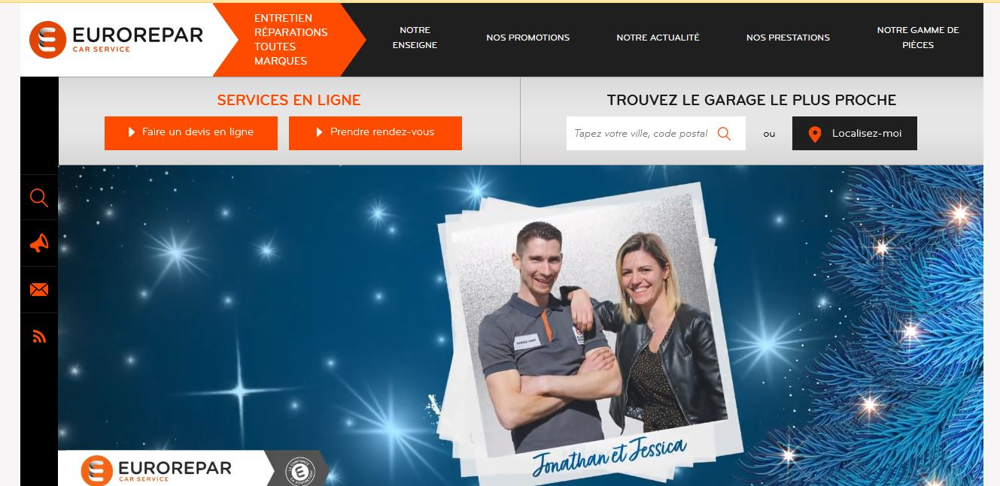 EUROREPAR
CAR SERVICE
ENTRETIEN
RÉPARATIONS
TOUTES
MARQUES
NOTRE
ENSEIGNE
NOS PROMOTIONS
NOTRE ACTUALITÉ
NOS PRESTATIONS
NOTRE GAMME DE
PIÈCES
SERVICES EN LIGNE
Faire un devis en ligne
Prendre rendez-vous
TROUVEZ LE GARAGE LE PLUS PROCHE
Tapez votre ville, code postal
ou
Localisez-moi
Jonathan et Jessica
EUROREPAR
CAR SERVICE